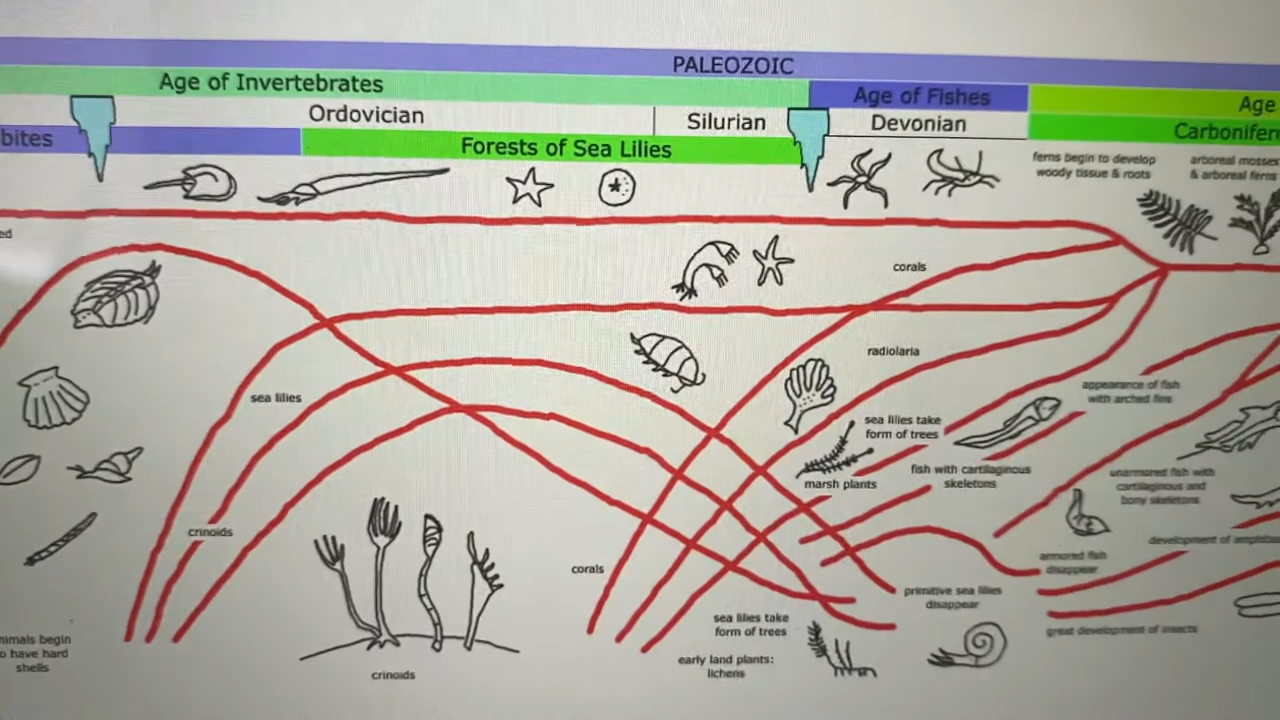 PALEOZOIC
Age of Invertebrates
Age of Fishes
Age
Ordovician
Silurian
Devonian
Carbonifer
bites
Forests of Sea Lilies
ferns begin to develop
woody tissue & roots
arboreal mosses
& arboreal ferns
ed
corals
radiolaria
sea lilies
appearance of fish
with arched fins
sea lilies take
form of trees
marsh plants
fish with cartilaginous
skeletons
unarmored fish with
cartilaginous and
bony skeletons
crinoids
development of amphibia
armored fish
disappear
corals
primitive sea lilies
disappear
sea lilies take
form of trees
great development of insects
nimals begin
o have hard
shells
early land plants:
lichens
crinoids